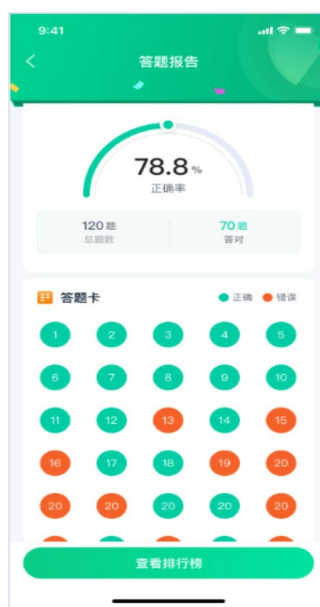 9:41
答题报告
78.8%
正确率
120题 70题
总题数 答对
答题卡 正确 错误
1 2 3 4 5
6 7 8 9 10
11 12 13 14 15
16 17 18 19 20
20 20 20 20 20
查看排行榜